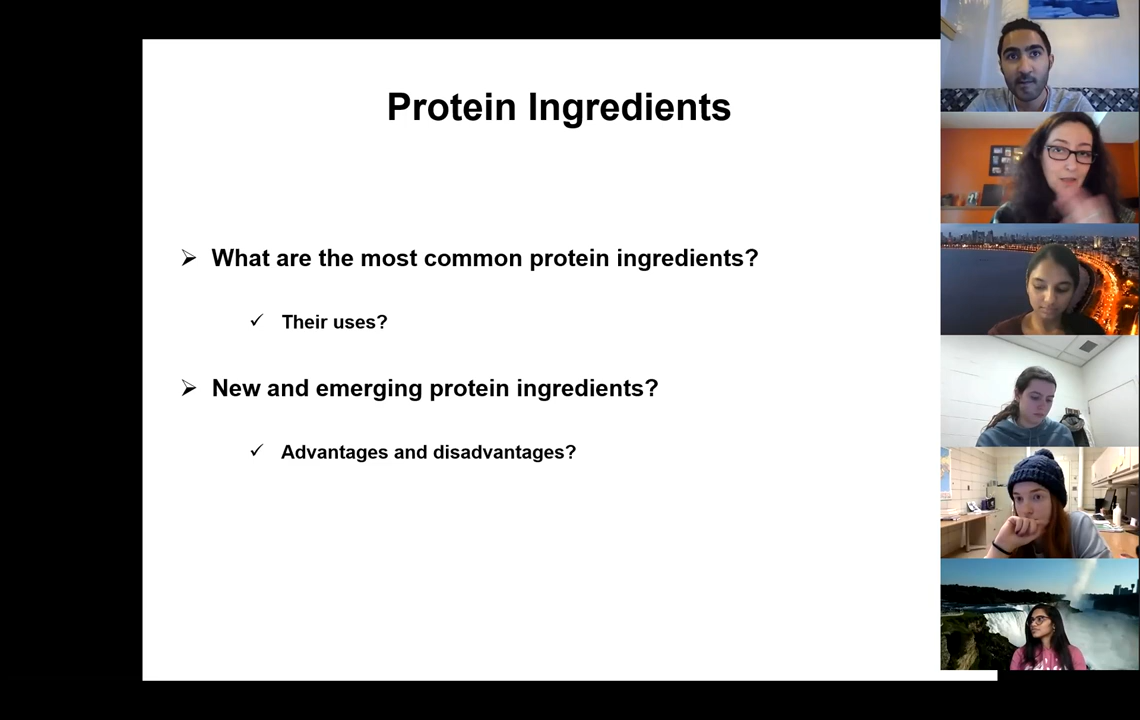 Protein Ingredients
➢ What are the most common protein ingredients?
✓ Their uses?
➢ New and emerging protein ingredients?
✓ Advantages and disadvantages?